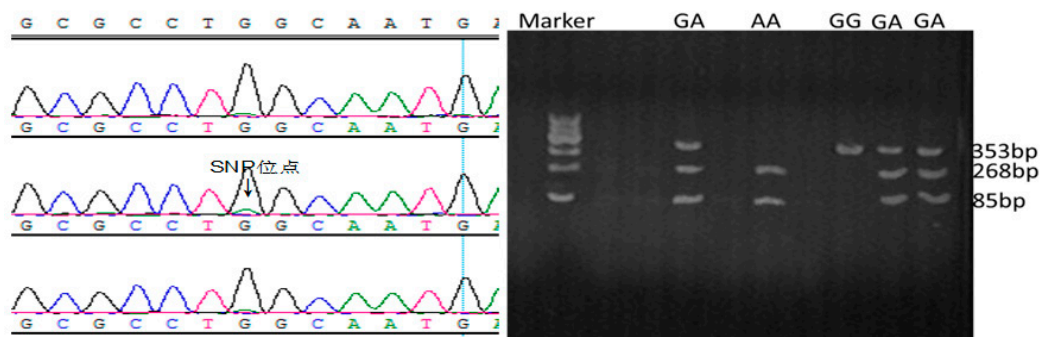 G C G C C T G G C A A T G A
G C G C C T G G C A A T G A
SNP位点
G C G C C T G G C A A T G A
G C G C C T G G C A A T G A
Marker GA AA GG GA GA
353bp
268bp
85bp